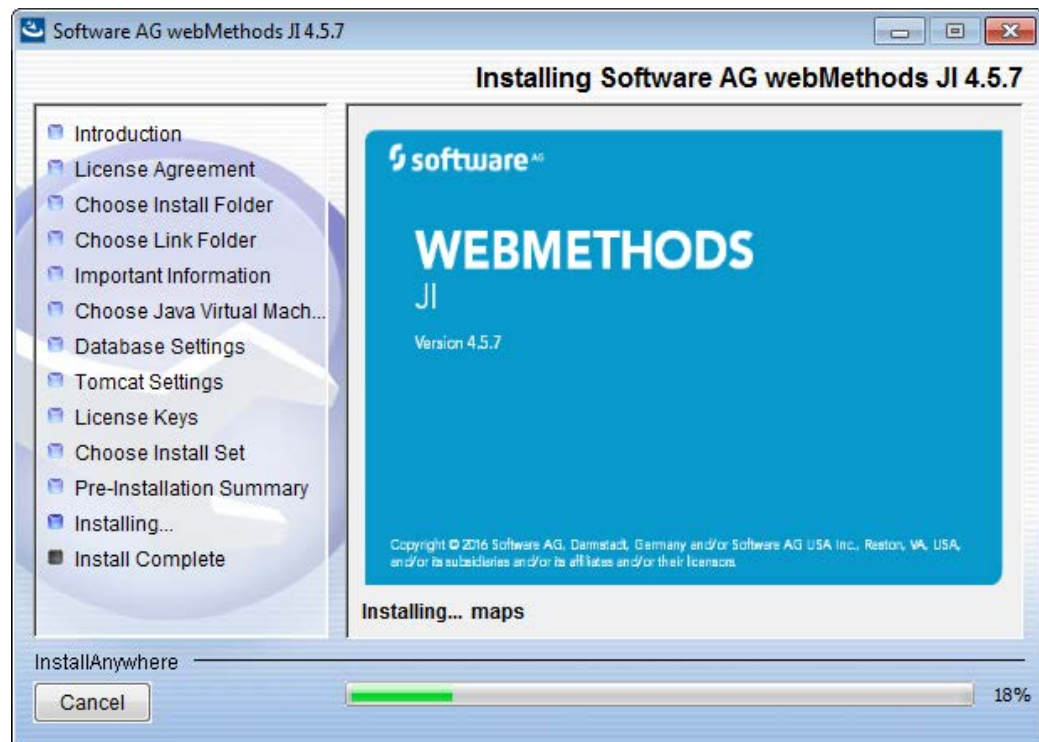 Software AG webMethods JI 4.5.7
Installing Software AG webMethods JI 4.5.7
Introduction
License Agreement
Choose Install Folder
Choose Link Folder
Important Information
Choose Java Virtual Mach...
Database Settings
Tomcat Settings
License Keys
Choose Install Set
Pre-Installation Summary
Installing...
Install Complete
software AG
WEBMETHODS
JI
Version 4.5.7
Copyright © 2016 Software AG, Darmstadt, Germany and/or Software AG USA Inc., Reston, VA, USA,
and/or its subsidiaries and/or its affiliates and/or their licensors.
Installing... maps
InstallAnywhere
Cancel
18%